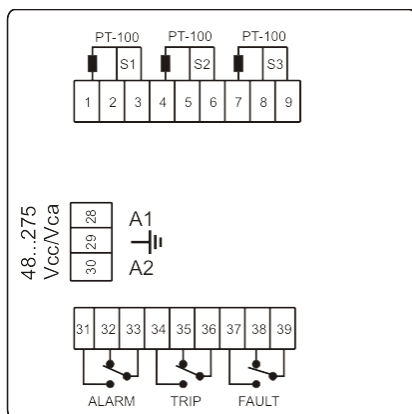 PT-100 PT-100 PT-100
S1 S2 S3
1 2 3 4 5 6 7 8 9
48...275
Vcc/Vca
28 A1
29
30 A2
31 32 33 34 35 36 37 38 39
ALARM TRIP FAULT